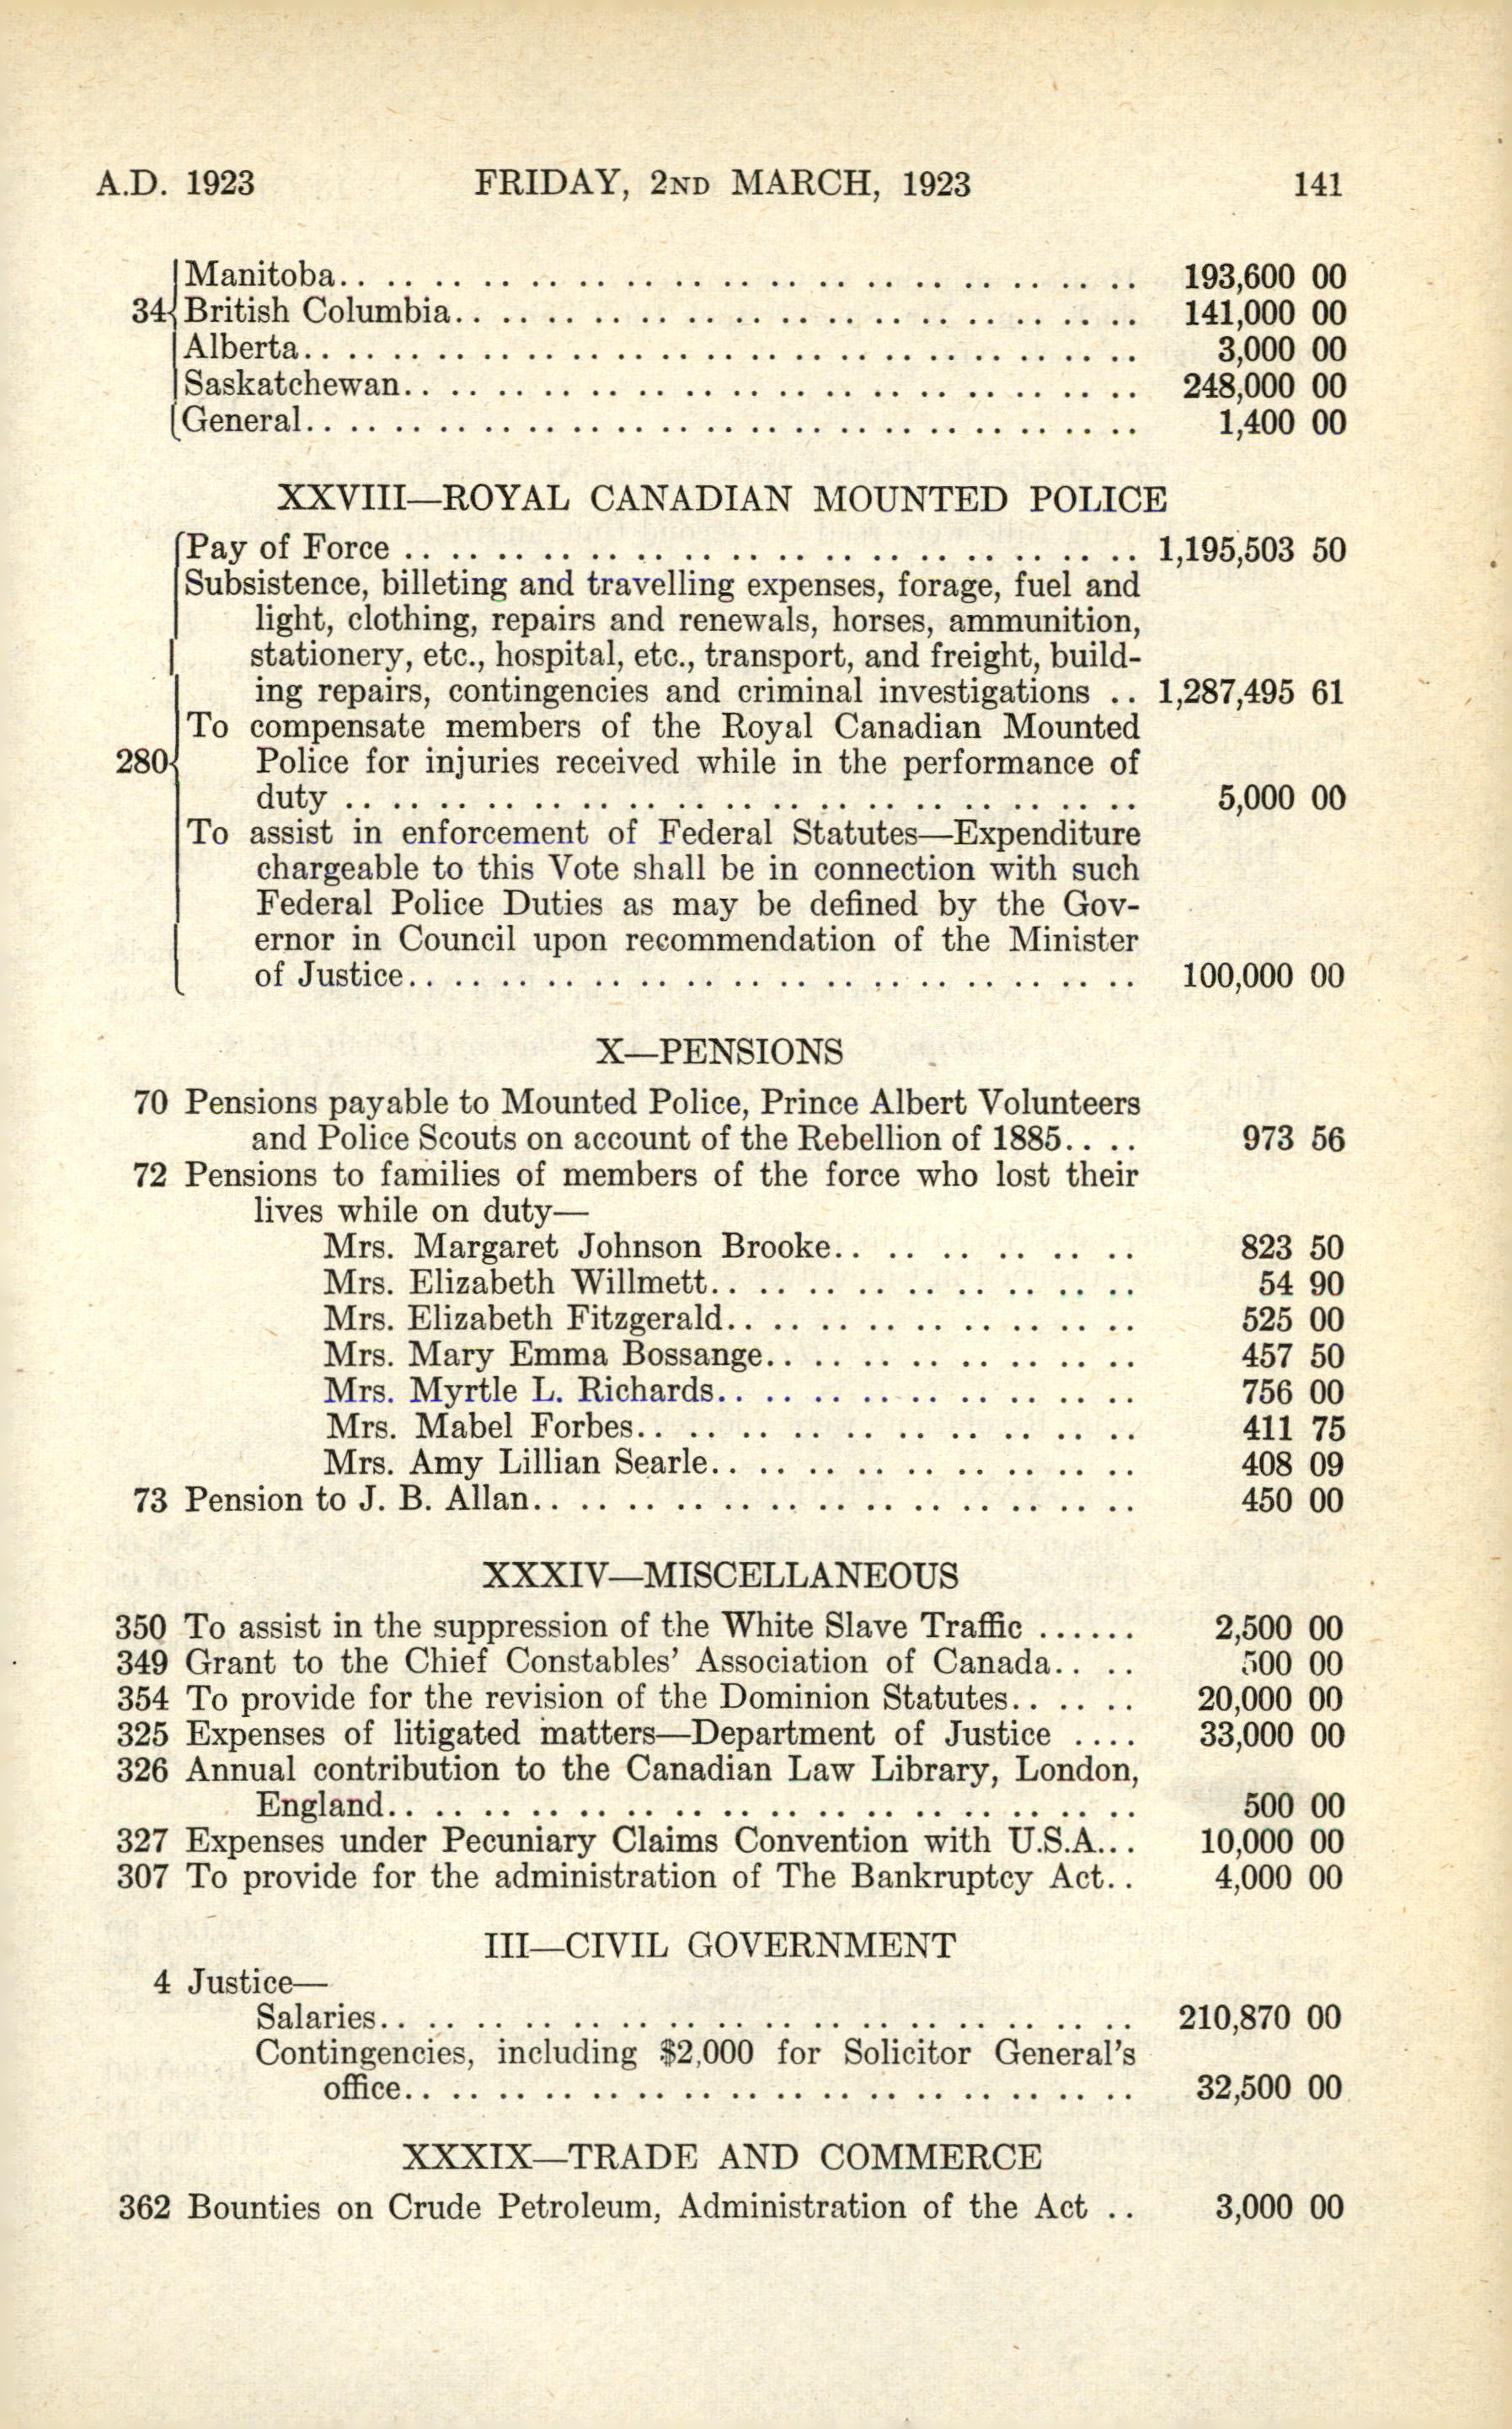 A.D. 1923 FRIDAY, 2ND MARCH, 1923 141
Manitoba.. .. .. .. .. .. .. .. .. .. .. .. .. .. .. .. .. 193,600 00
34 British Columbia.. .. .. .. .. .. .. .. .. .. .. .. .. .. .. 141,000 00
Alberta.. .. .. .. .. .. .. .. .. .. .. .. .. .. .. .. .. .. 3,000 00
Saskatchewan.. .. .. .. .. .. .. .. .. .. .. .. .. .. .. .. 248,000 00
General.. .. .. .. .. .. .. .. .. .. .. .. .. .. .. .. .. .. 1,400 00
XXVIII—ROYAL CANADIAN MOUNTED POLICE
Pay of Force .. .. .. .. .. .. .. .. .. .. .. .. .. .. .. .. 1,195,503 50
Subsistence, billeting and travelling expenses, forage, fuel and
light, clothing, repairs and renewals, horses, ammunition,
stationery, etc., hospital, etc., transport, and freight, build-
ing repairs, contingencies and criminal investigations .. 1,287,495 61
To compensate members of the Royal Canadian Mounted
280 Police for injuries received while in the performance of
duty .. .. .. .. .. .. .. .. .. .. .. .. .. .. .. .. .. 5,000 00
To assist in enforcement of Federal Statutes—Expenditure
chargeable to this Vote shall be in connection with such
Federal Police Duties as may be defined by the Gov-
ernor in Council upon recommendation of the Minister
of Justice.. .. .. .. .. .. .. .. .. .. .. .. .. .. .. .. 100,000 00
X—PENSIONS
70 Pensions payable to Mounted Police, Prince Albert Volunteers
and Police Scouts on account of the Rebellion of 1885.. .. 973 56
72 Pensions to families of members of the force who lost their
lives while on duty—
Mrs. Margaret Johnson Brooke.. .. .. .. .. .. .. 823 50
Mrs. Elizabeth Willmett.. .. .. .. .. .. .. .. .. 54 90
Mrs. Elizabeth Fitzgerald.. .. .. .. .. .. .. .. .. 525 00
Mrs. Mary Emma Bossange.. .. .. .. .. .. .. .. 457 50
Mrs. Myrtle L. Richards.. .. .. .. .. .. .. .. .. 756 00
Mrs. Mabel Forbes.. .. .. .. .. .. .. .. .. .. .. 411 75
Mrs. Amy Lillian Searle.. .. .. .. .. .. .. .. .. 408 09
73 Pension to J. B. Allan.. .. .. .. .. .. .. .. .. .. .. .. .. 450 00
XXXIV—MISCELLANEOUS
350 To assist in the suppression of the White Slave Traffic ...... 2,500 00
349 Grant to the Chief Constables' Association of Canada.. .. 500 00
354 To provide for the revision of the Dominion Statutes.. .. .. 20,000 00
325 Expenses of litigated matters—Department of Justice .... 33,000 00
326 Annual contribution to the Canadian Law Library, London,
England.. .. .. .. .. .. .. .. .. .. .. .. .. .. .. .. 500 00
327 Expenses under Pecuniary Claims Convention with U.S.A... 10,000 00
307 To provide for the administration of The Bankruptcy Act.. 4,000 00
III—CIVIL GOVERNMENT
4 Justice—
Salaries.. .. .. .. .. .. .. .. .. .. .. .. .. .. .. .. 210,870 00
Contingencies, including $2,000 for Solicitor General's
office.. .. .. .. .. .. .. .. .. .. .. .. .. .. .. .. 32,500 00
XXXIX—TRADE AND COMMERCE
362 Bounties on Crude Petroleum, Administration of the Act .. 3,000 00